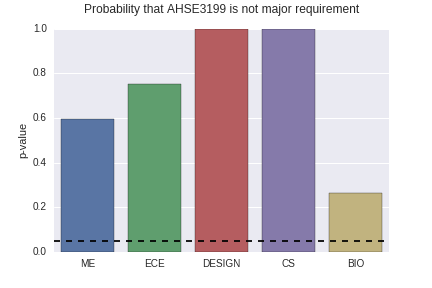 Probability that AHSE3199 is not major requirement
p-value
1.0
0.8
0.6
0.4
0.2
0.0
ME ECE DESIGN CS BIO